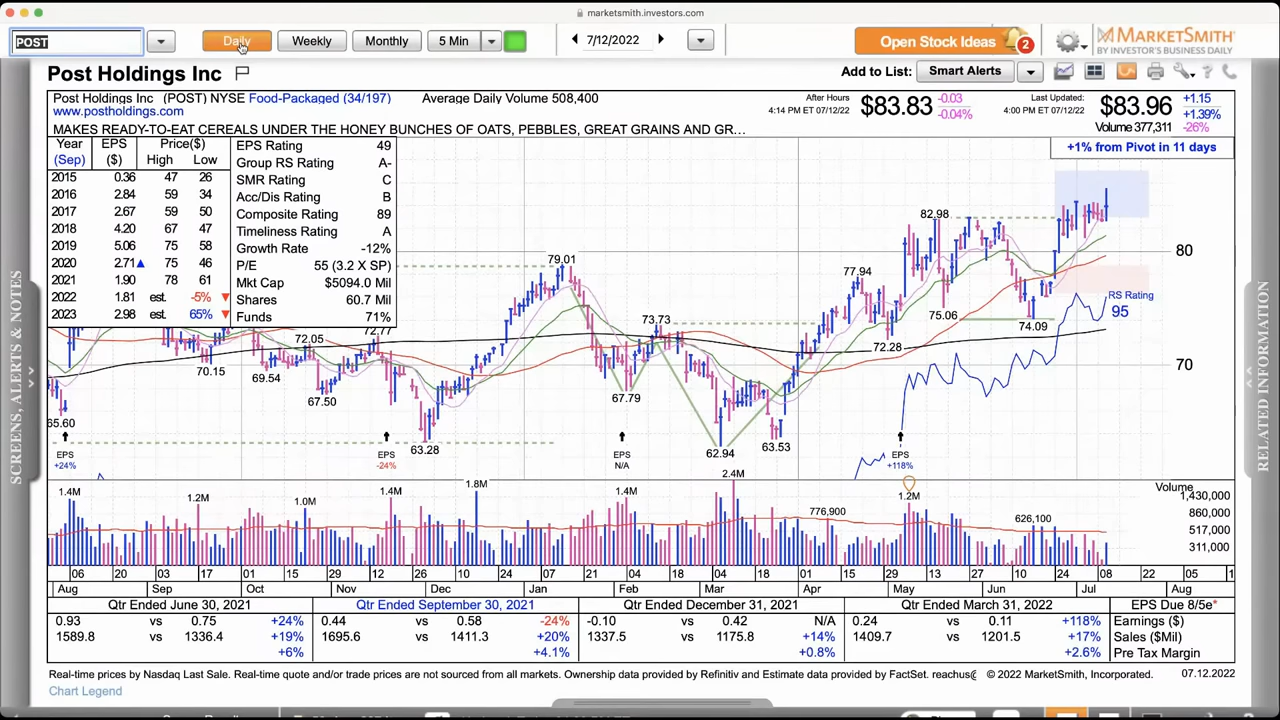 marketsmith.investors.com
POST Daily Weekly Monthly 5 Min 7/12/2022 Open Stock Ideas 2 MARKETSMITH
BY INVESTOR'S BUSINESS DAILY
Post Holdings Inc Add to List: Smart Alerts
Post Holdings Inc (POST) NYSE Food-Packaged (34/197) Average Daily Volume 508,400
www.postholdings.com
After Hours
4:14 PM ET 07/12/22
$83.83 -0.03
-0.04%
Last Updated:
4:00 PM ET 07/12/22
$83.96 +1.15
+1.39%
Volume 377,311 -26%
MAKES READY-TO-EAT CEREALS UNDER THE HONEY BUNCHES OF OATS, PEBBLES, GREAT GRAINS AND GR...
+1% from Pivot in 11 days
Year EPS Price($)
(Sep) ($) High Low
2015 0.36 47 26
2016 2.84 59 34
2017 2.67 59 50
2018 4.20 67 47
2019 5.06 75 58
2020 2.71 75 46
2021 1.90 78 61
2022 1.81 est. -5%
2023 2.98 est. 65%
EPS Rating 49
Group RS Rating A-
SMR Rating C
Acc/Dis Rating B
Composite Rating 89
Timeliness Rating A
Growth Rate -12%
P/E 55 (3.2 X SP)
Mkt Cap $5094.0 Mil
Shares 60.7 Mil
Funds 71%
82.98
80
79.01
77.94
RS Rating
95
75.06
74.09
73.73
72.77
72.05
72.28
70.15
70
69.54
67.79
67.50
65.60
63.28
62.94
63.53
EPS
+24%
EPS
-24%
EPS
N/A
EPS
+118%
Volume
1.4M 1.2M 1.0M 1.4M 1.8M 1.4M 2.4M 776,900 1.2M 626,100
1,430,000
860,000
517,000
311,000
06 20 03 17 01 15 29 12 24 10 24 07 21 04 18 04 18 01 15 29 13 27 10 24 08 22 05 1
Aug Sep Oct Nov Dec Jan Feb Mar Apr May Jun Jul Aug
Qtr Ended June 30, 2021 Qtr Ended September 30, 2021 Qtr Ended December 31, 2021 Qtr Ended March 31, 2022 EPS Due 8/5e*
0.93 vs 0.75 +24% 0.44 vs 0.58 -24% -0.10 vs 0.42 N/A 0.24 vs 0.11 +118% Earnings ($)
1589.8 vs 1336.4 +19% 1695.6 vs 1411.3 +20% 1337.5 vs 1175.8 +14% 1409.7 vs 1201.5 +17% Sales ($Mil)
+6% +4.1% +0.8% +2.6% Pre Tax Margin
Real-time prices by Nasdaq Last Sale. Real-time quote and/or trade prices are not sourced from all markets. Ownership data provided by Refinitiv and Estimate data provided by FactSet. reachus@ © 2022 MarketSmith, Incorporated. 07.12.2022
Chart Legend
SCREENS, ALERTS & NOTES
RELATED INFORMATION